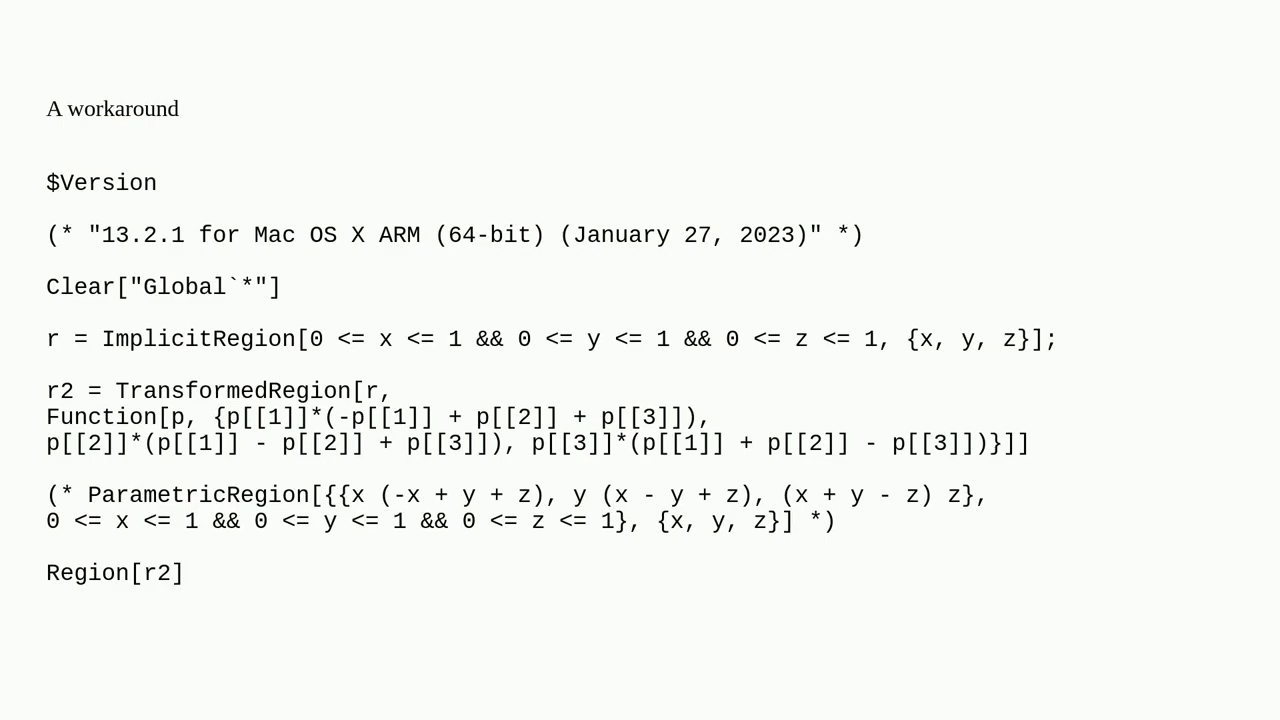 A workaround
$Version
(* "13.2.1 for Mac OS X ARM (64-bit) (January 27, 2023)" *)
Clear["Global`*"]
r = ImplicitRegion[0 <= x <= 1 && 0 <= y <= 1 && 0 <= z <= 1, {x, y, z}];
r2 = TransformedRegion[r,
Function[p, {p[[1]]*(-p[[1]] + p[[2]] + p[[3]]),
p[[2]]*(p[[1]] - p[[2]] + p[[3]]), p[[3]]*(p[[1]] + p[[2]] - p[[3]])}]]
(* ParametricRegion[{{x (-x + y + z), y (x - y + z), (x + y - z) z},
0 <= x <= 1 && 0 <= y <= 1 && 0 <= z <= 1}, {x, y, z}] *)
Region[r2]